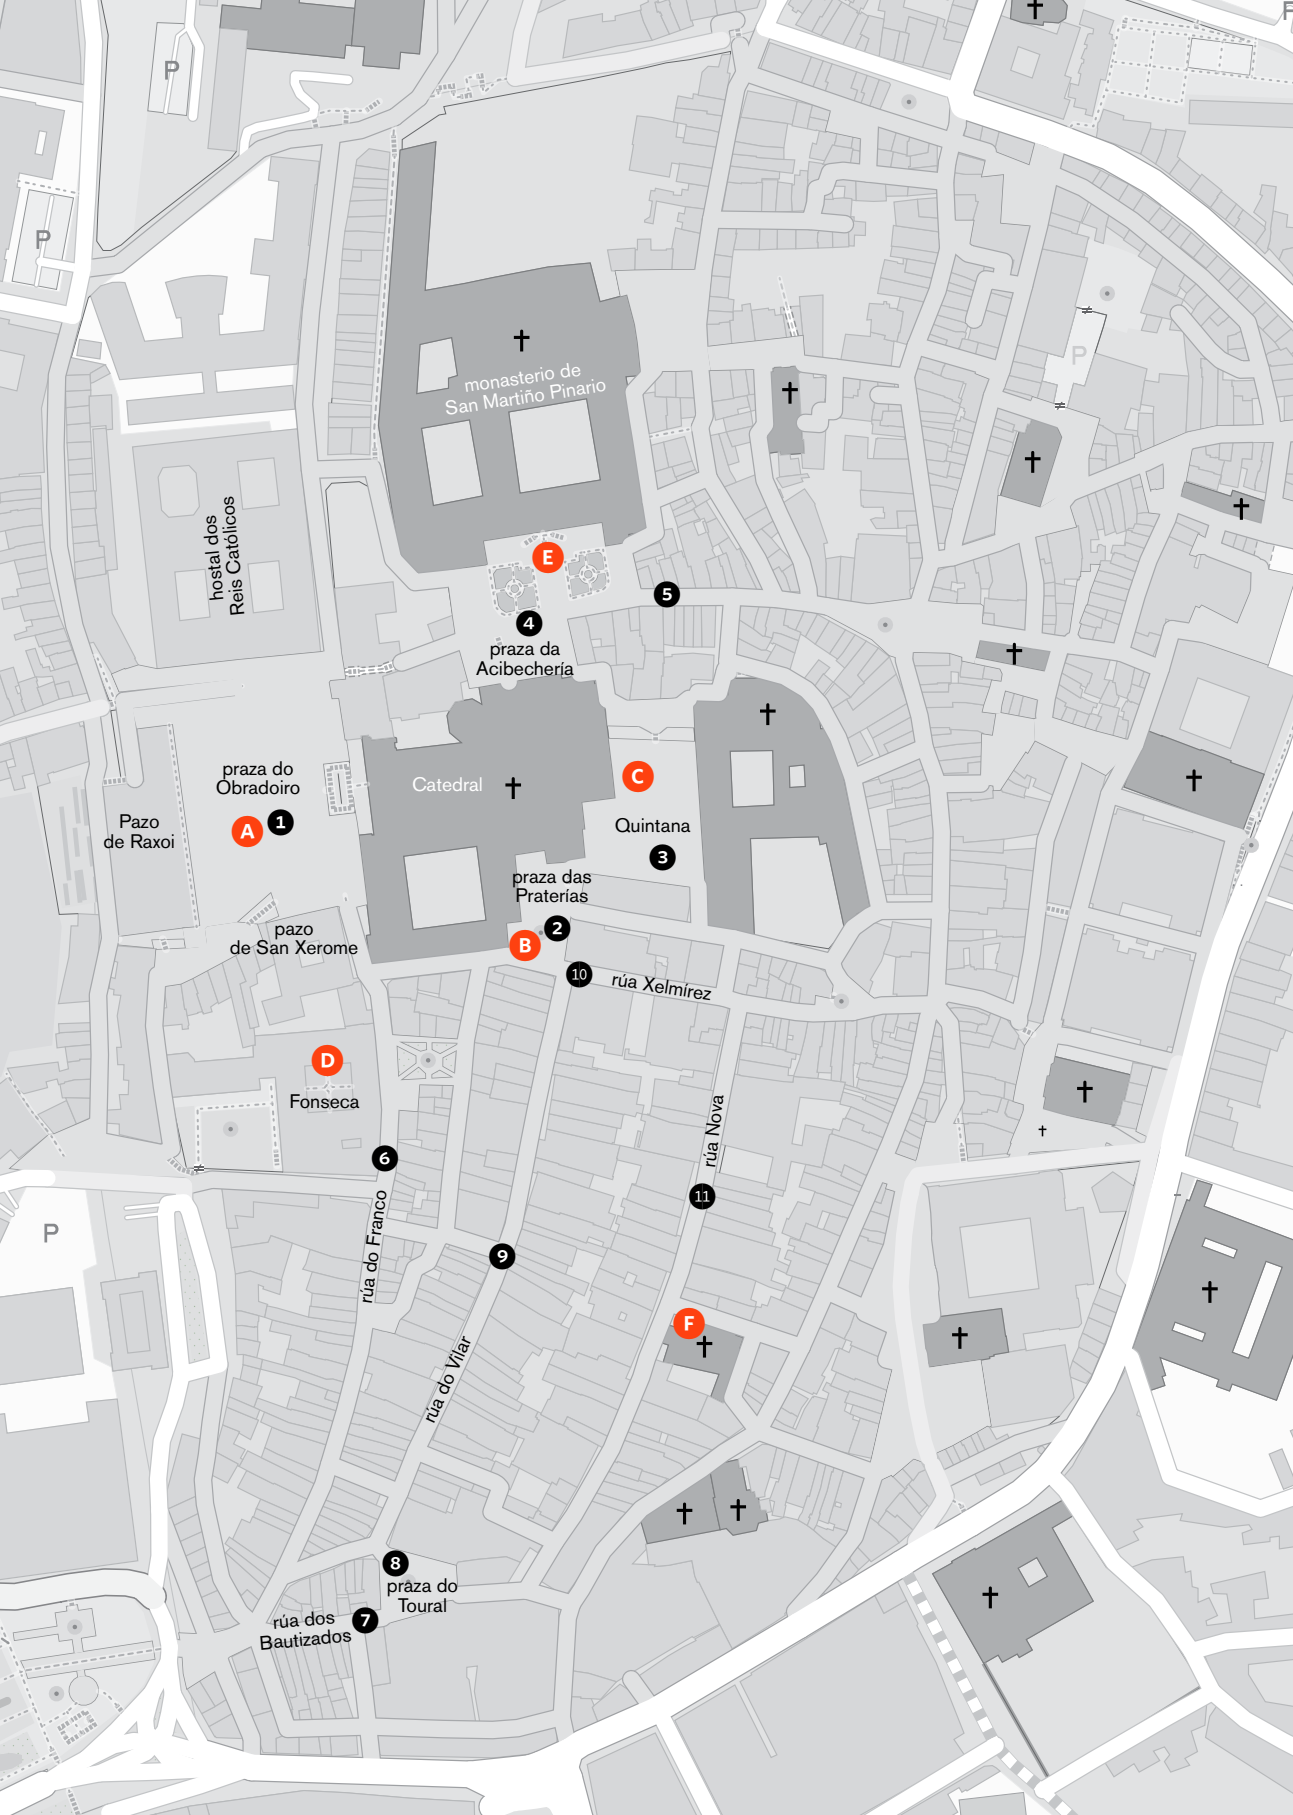 P
P
monasterio de
San Martiño Pinario
P
hostal dos
Reis Católicos
E
5
4
praza da
Acibechería
praza do
Obradoiro
Catedral
C
Pazo
de Raxoi
A
1
Quintana
3
praza das
Praterías
pazo
de San Xerome
2
B
10
rúa Xelmírez
D
Fonseca
rúa Nova
6
11
P
rúa do Franco
9
F
rúa do Vilar
8
praza do
Toural
rúa dos
Bautizados
7